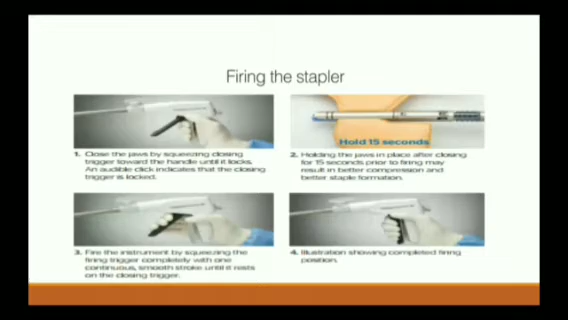 Firing the stapler
Hold 15 seconds
1. Close the jaws by squeezing closing
trigger toward the handle until it locks.
An audible click indicates that the closing
trigger is locked.
2. Holding the jaws in place after closing
for 15 seconds prior to firing may
result in better compression and
better staple formation.
3. Fire the instrument by squeezing the
firing trigger completely with one
continuous, smooth stroke until it rests
on the closing trigger.
4. Illustration showing completed firing
position.